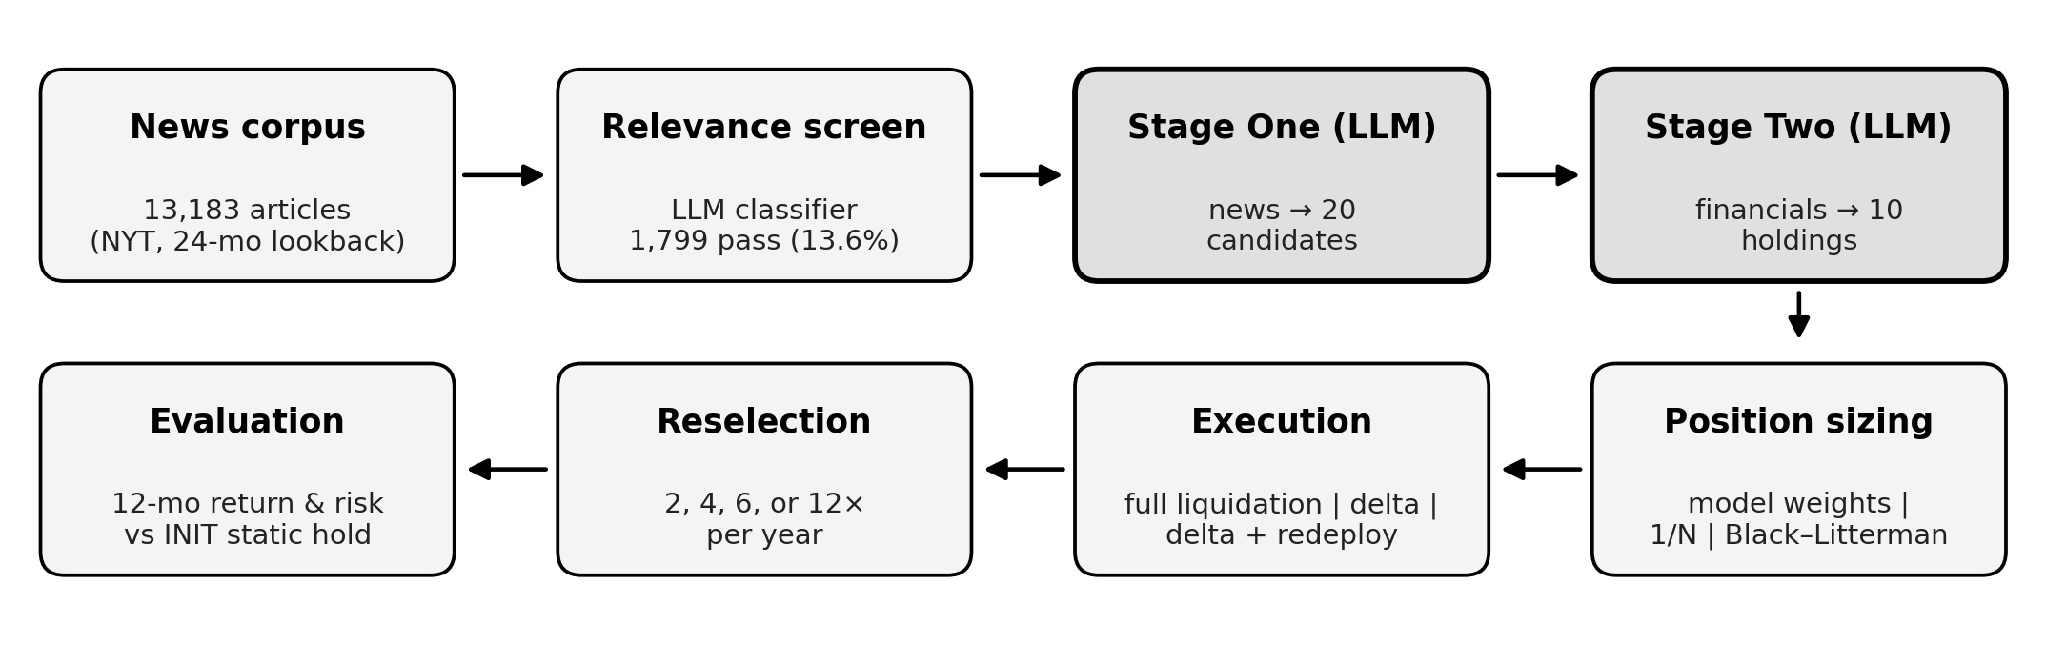 News corpus
13,183 articles
(NYT, 24-mo lookback)
Relevance screen
LLM classifier
1,799 pass (13.6%)
Stage One (LLM)
news → 20
candidates
Stage Two (LLM)
financials → 10
holdings
Position sizing
model weights |
1/N | Black–Litterman
Execution
full liquidation | delta |
delta + redeploy
Reselection
2, 4, 6, or 12×
per year
Evaluation
12-mo return & risk
vs INIT static hold